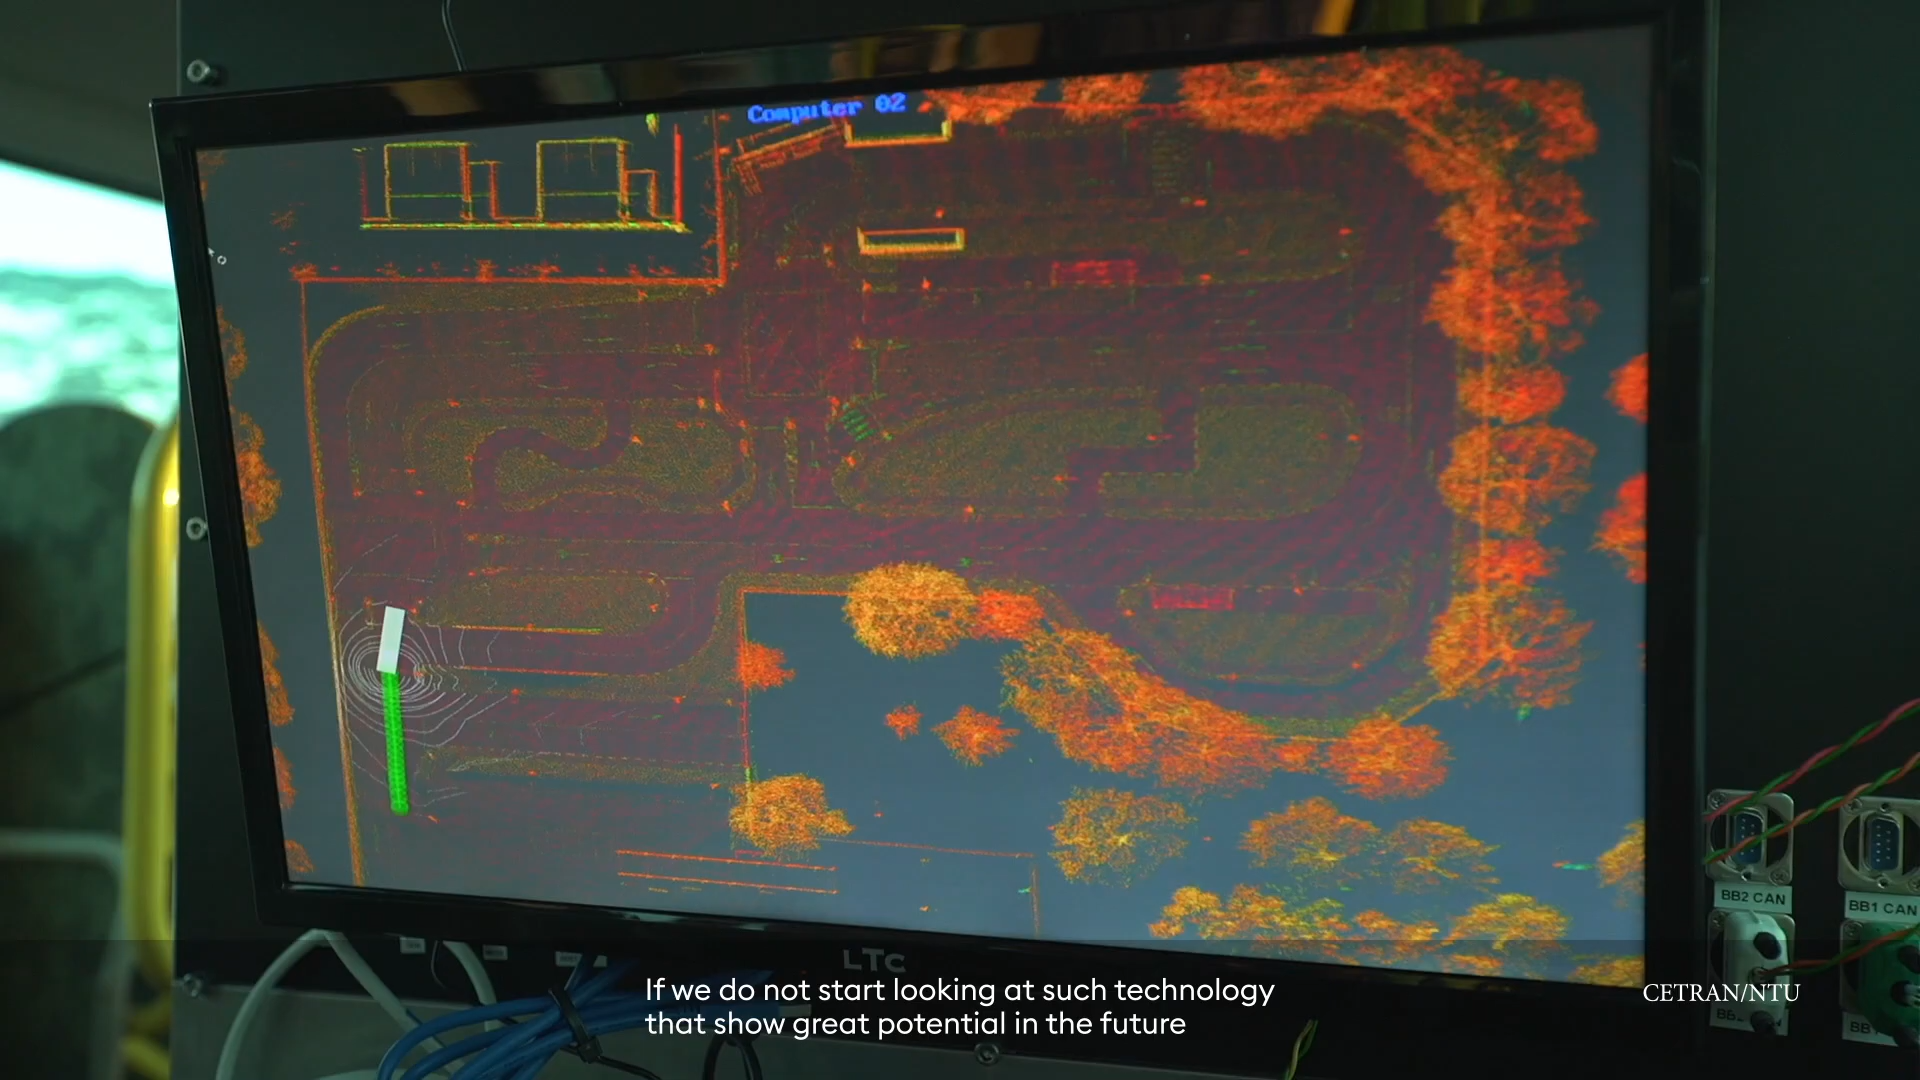 Computer 02
BB2 CAN
BB1 CAN
LTC
If we do not start looking at such technology
that show great potential in the future
CETRAN/NTU